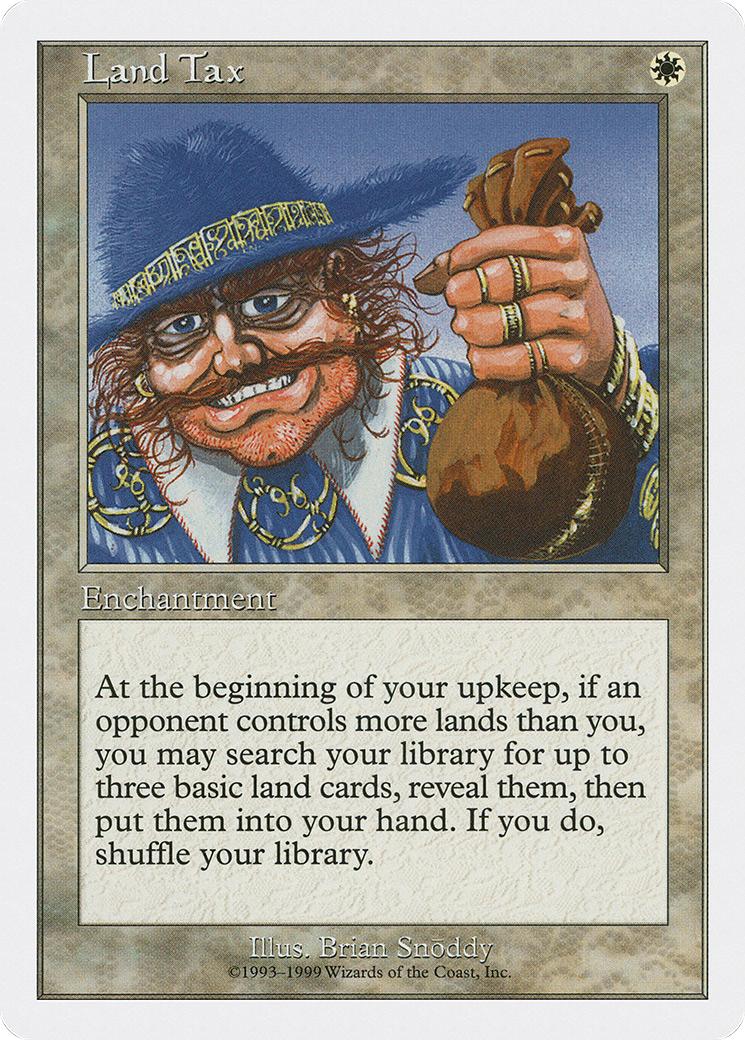 Land Tax
Enchantment
At the beginning of your upkeep, if an
opponent controls more lands than you,
you may search your library for up to
three basic land cards, reveal them, then
put them into your hand. If you do,
shuffle your library.
Illus. Brian Snōddy
©1993–1999 Wizards of the Coast, Inc.